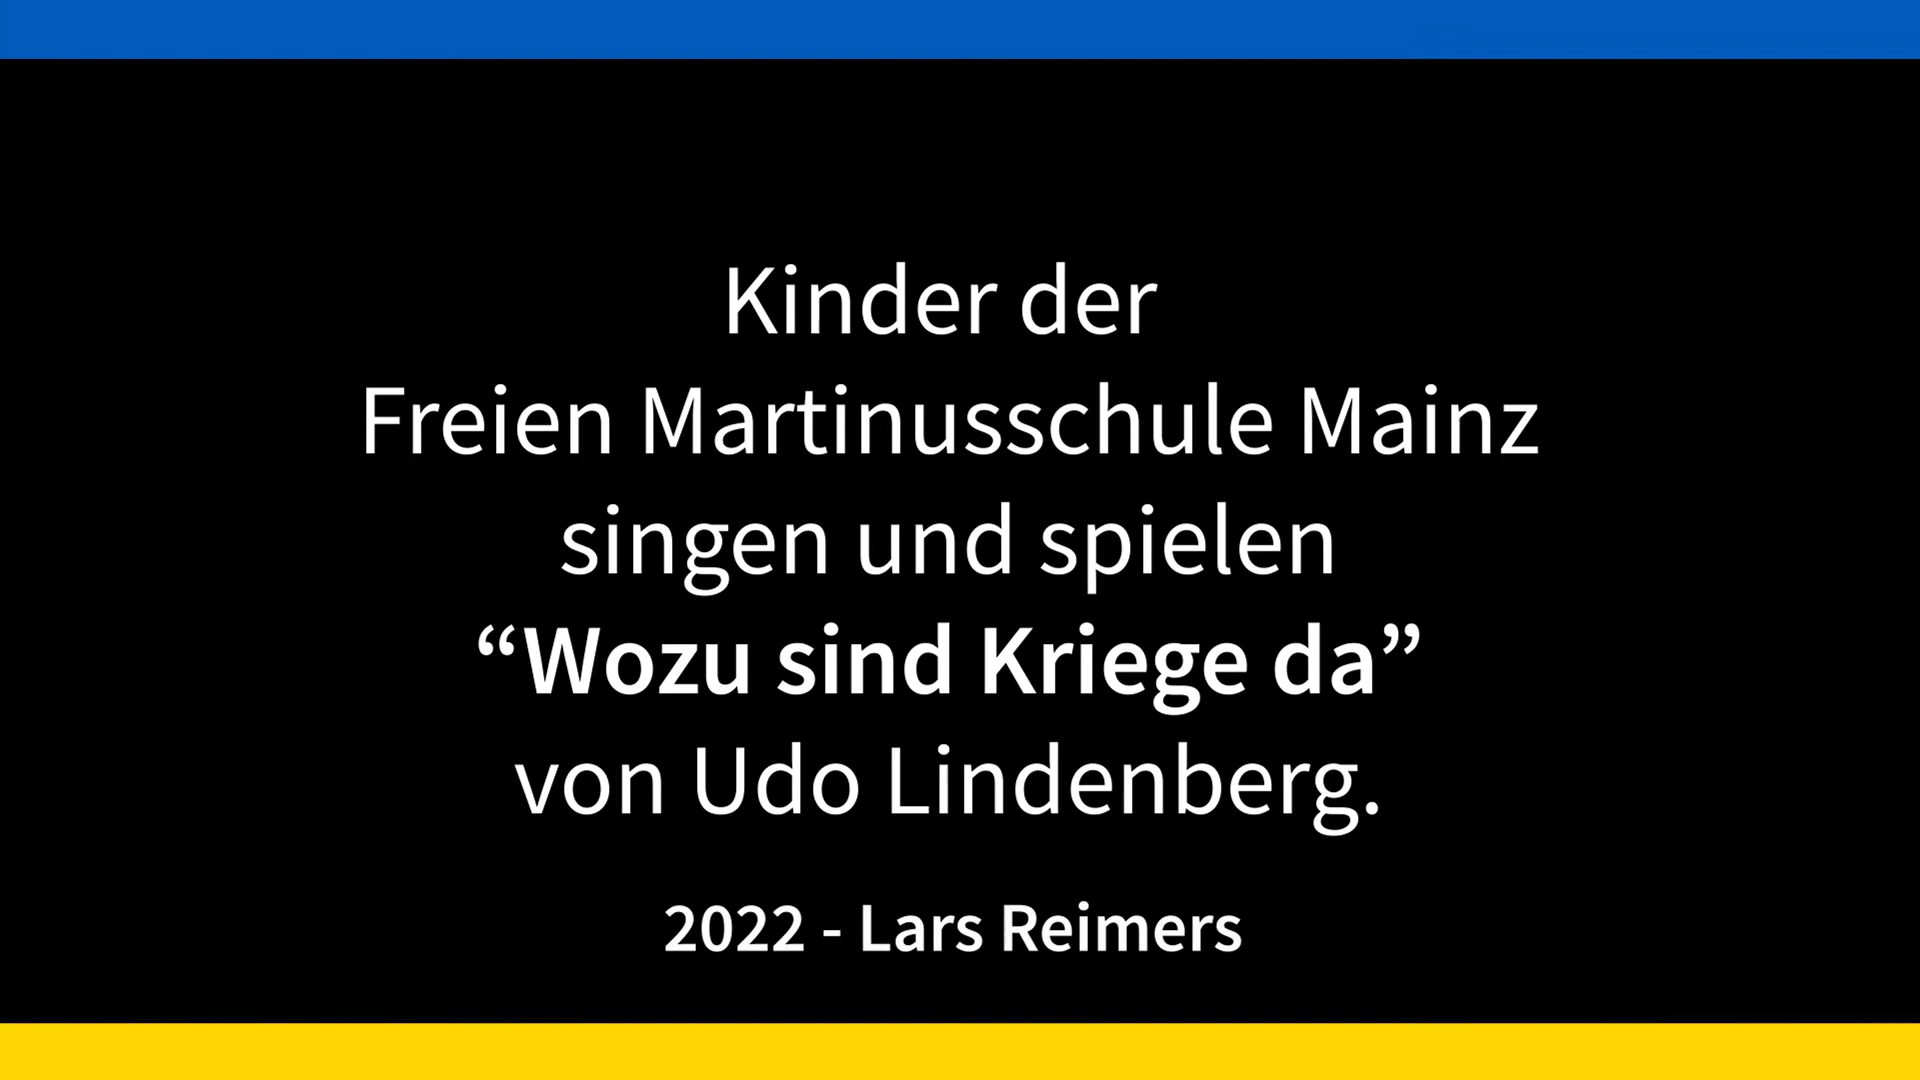 Kinder der
Freien Martinusschule Mainz
singen und spielen
“Wozu sind Kriege da”
von Udo Lindenberg.
2022 - Lars Reimers